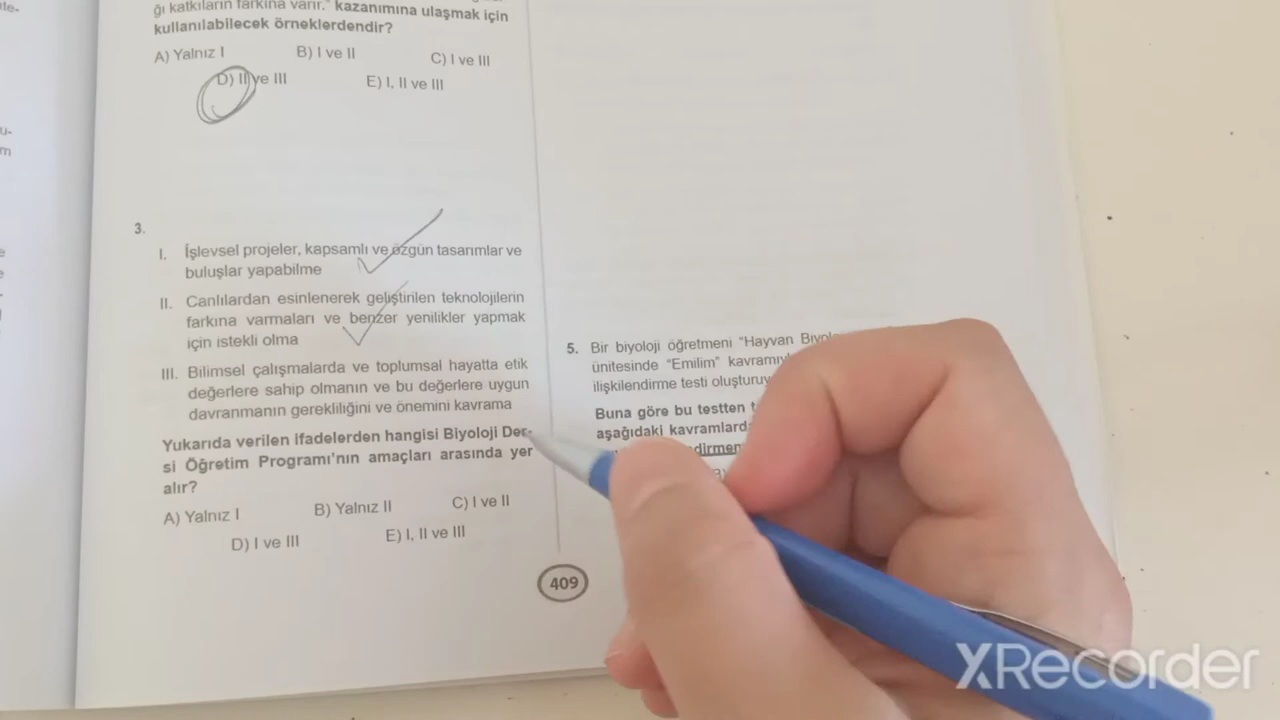 ğı katkıların farkına varır." kazanımına ulaşmak için
kullanılabilecek örneklerdendir?
A) Yalnız I
B) I ve II
C) I ve III
D) II ve III
E) I, II ve III
3.
I. İşlevsel projeler, kapsamlı ve özgün tasarımlar ve
buluşlar yapabilme
II. Canlılardan esinlenerek geliştirilen teknolojilerin
farkına varmaları ve benzer yenilikler yapmak
için istekli olma
III. Bilimsel çalışmalarda ve toplumsal hayatta etik
değerlere sahip olmanın ve bu değerlere uygun
davranmanın gerekliliğini ve önemini kavrama
Yukarıda verilen ifadelerden hangisi Biyoloji Der-
si Öğretim Programı'nın amaçları arasında yer
alır?
A) Yalnız I
B) Yalnız II
C) I ve II
D) I ve III
E) I, II ve III
409
5. Bir biyoloji öğretmeni "Hayvan
ünitesinde "Emilim"
ilişkilendirme testi
Buna göre bu testten
aşağıdaki
XRecorder